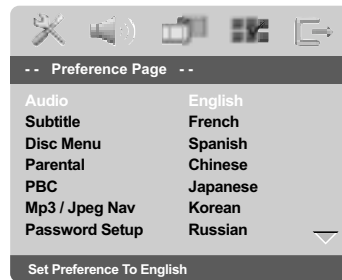 - - Preference Page - -
Audio English
Subtitle French
Disc Menu Spanish
Parental Chinese
PBC Japanese
Mp3 / Jpeg Nav Korean
Password Setup Russian
Set Preference To English